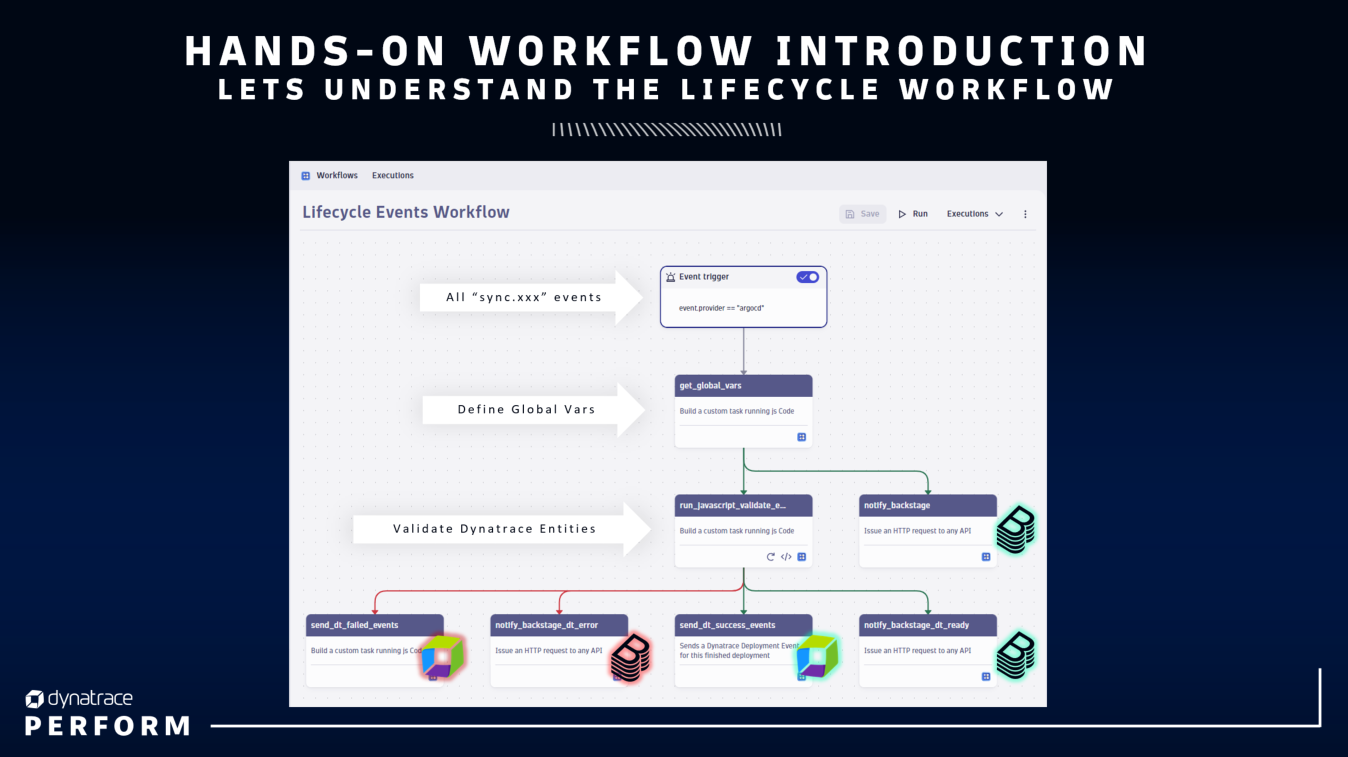 HANDS-ON WORKFLOW INTRODUCTION
LETS UNDERSTAND THE LIFECYCLE WORKFLOW
Workflows Executions
Lifecycle Events Workflow
Save Run Executions
All “sync.xxx” events
Event trigger
event.provider == "argocd"
Define Global Vars
get_global_vars
Build a custom task running js Code
Validate Dynatrace Entities
run_javascript_validate_e...
Build a custom task running js Code
notify_backstage
Issue an HTTP request to any API
send_dt_failed_events
Build a custom task running js
notify_backstage_dt_error
Issue an HTTP request to any API
send_dt_success_events
Sends a Dynatrace Deployment
for this finished deployment
notify_backstage_dt_ready
Issue an HTTP request to any API
dynatrace
PERFORM